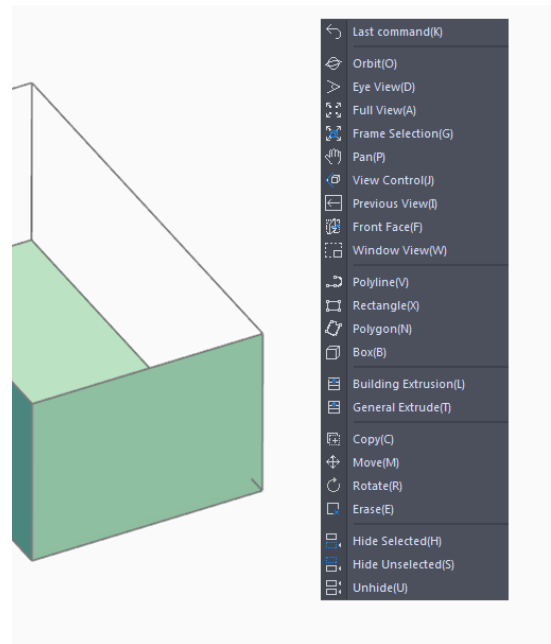 Last command(K)
Orbit(O)
Eye View(D)
Full View(A)
Frame Selection(G)
Pan(P)
View Control(J)
Previous View(I)
Front Face(F)
Window View(W)
Polyline(V)
Rectangle(X)
Polygon(N)
Box(B)
Building Extrusion(L)
General Extrude(T)
Copy(C)
Move(M)
Rotate(R)
Erase(E)
Hide Selected(H)
Hide Unselected(S)
Unhide(U)